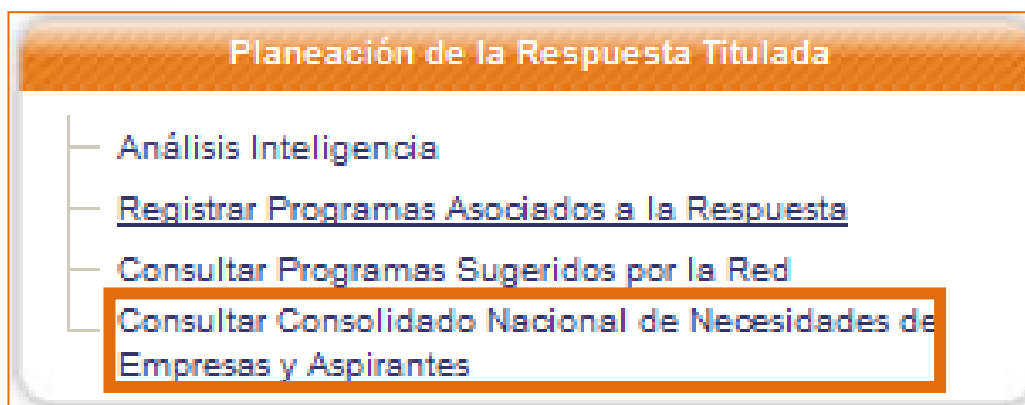 Planeación de la Respuesta Titulada
Análisis Inteligencia
Registrar Programas Asociados a la Respuesta
Consultar Programas Sugeridos por la Red
Consultar Consolidado Nacional de Necesidades de
Empresas y Aspirantes